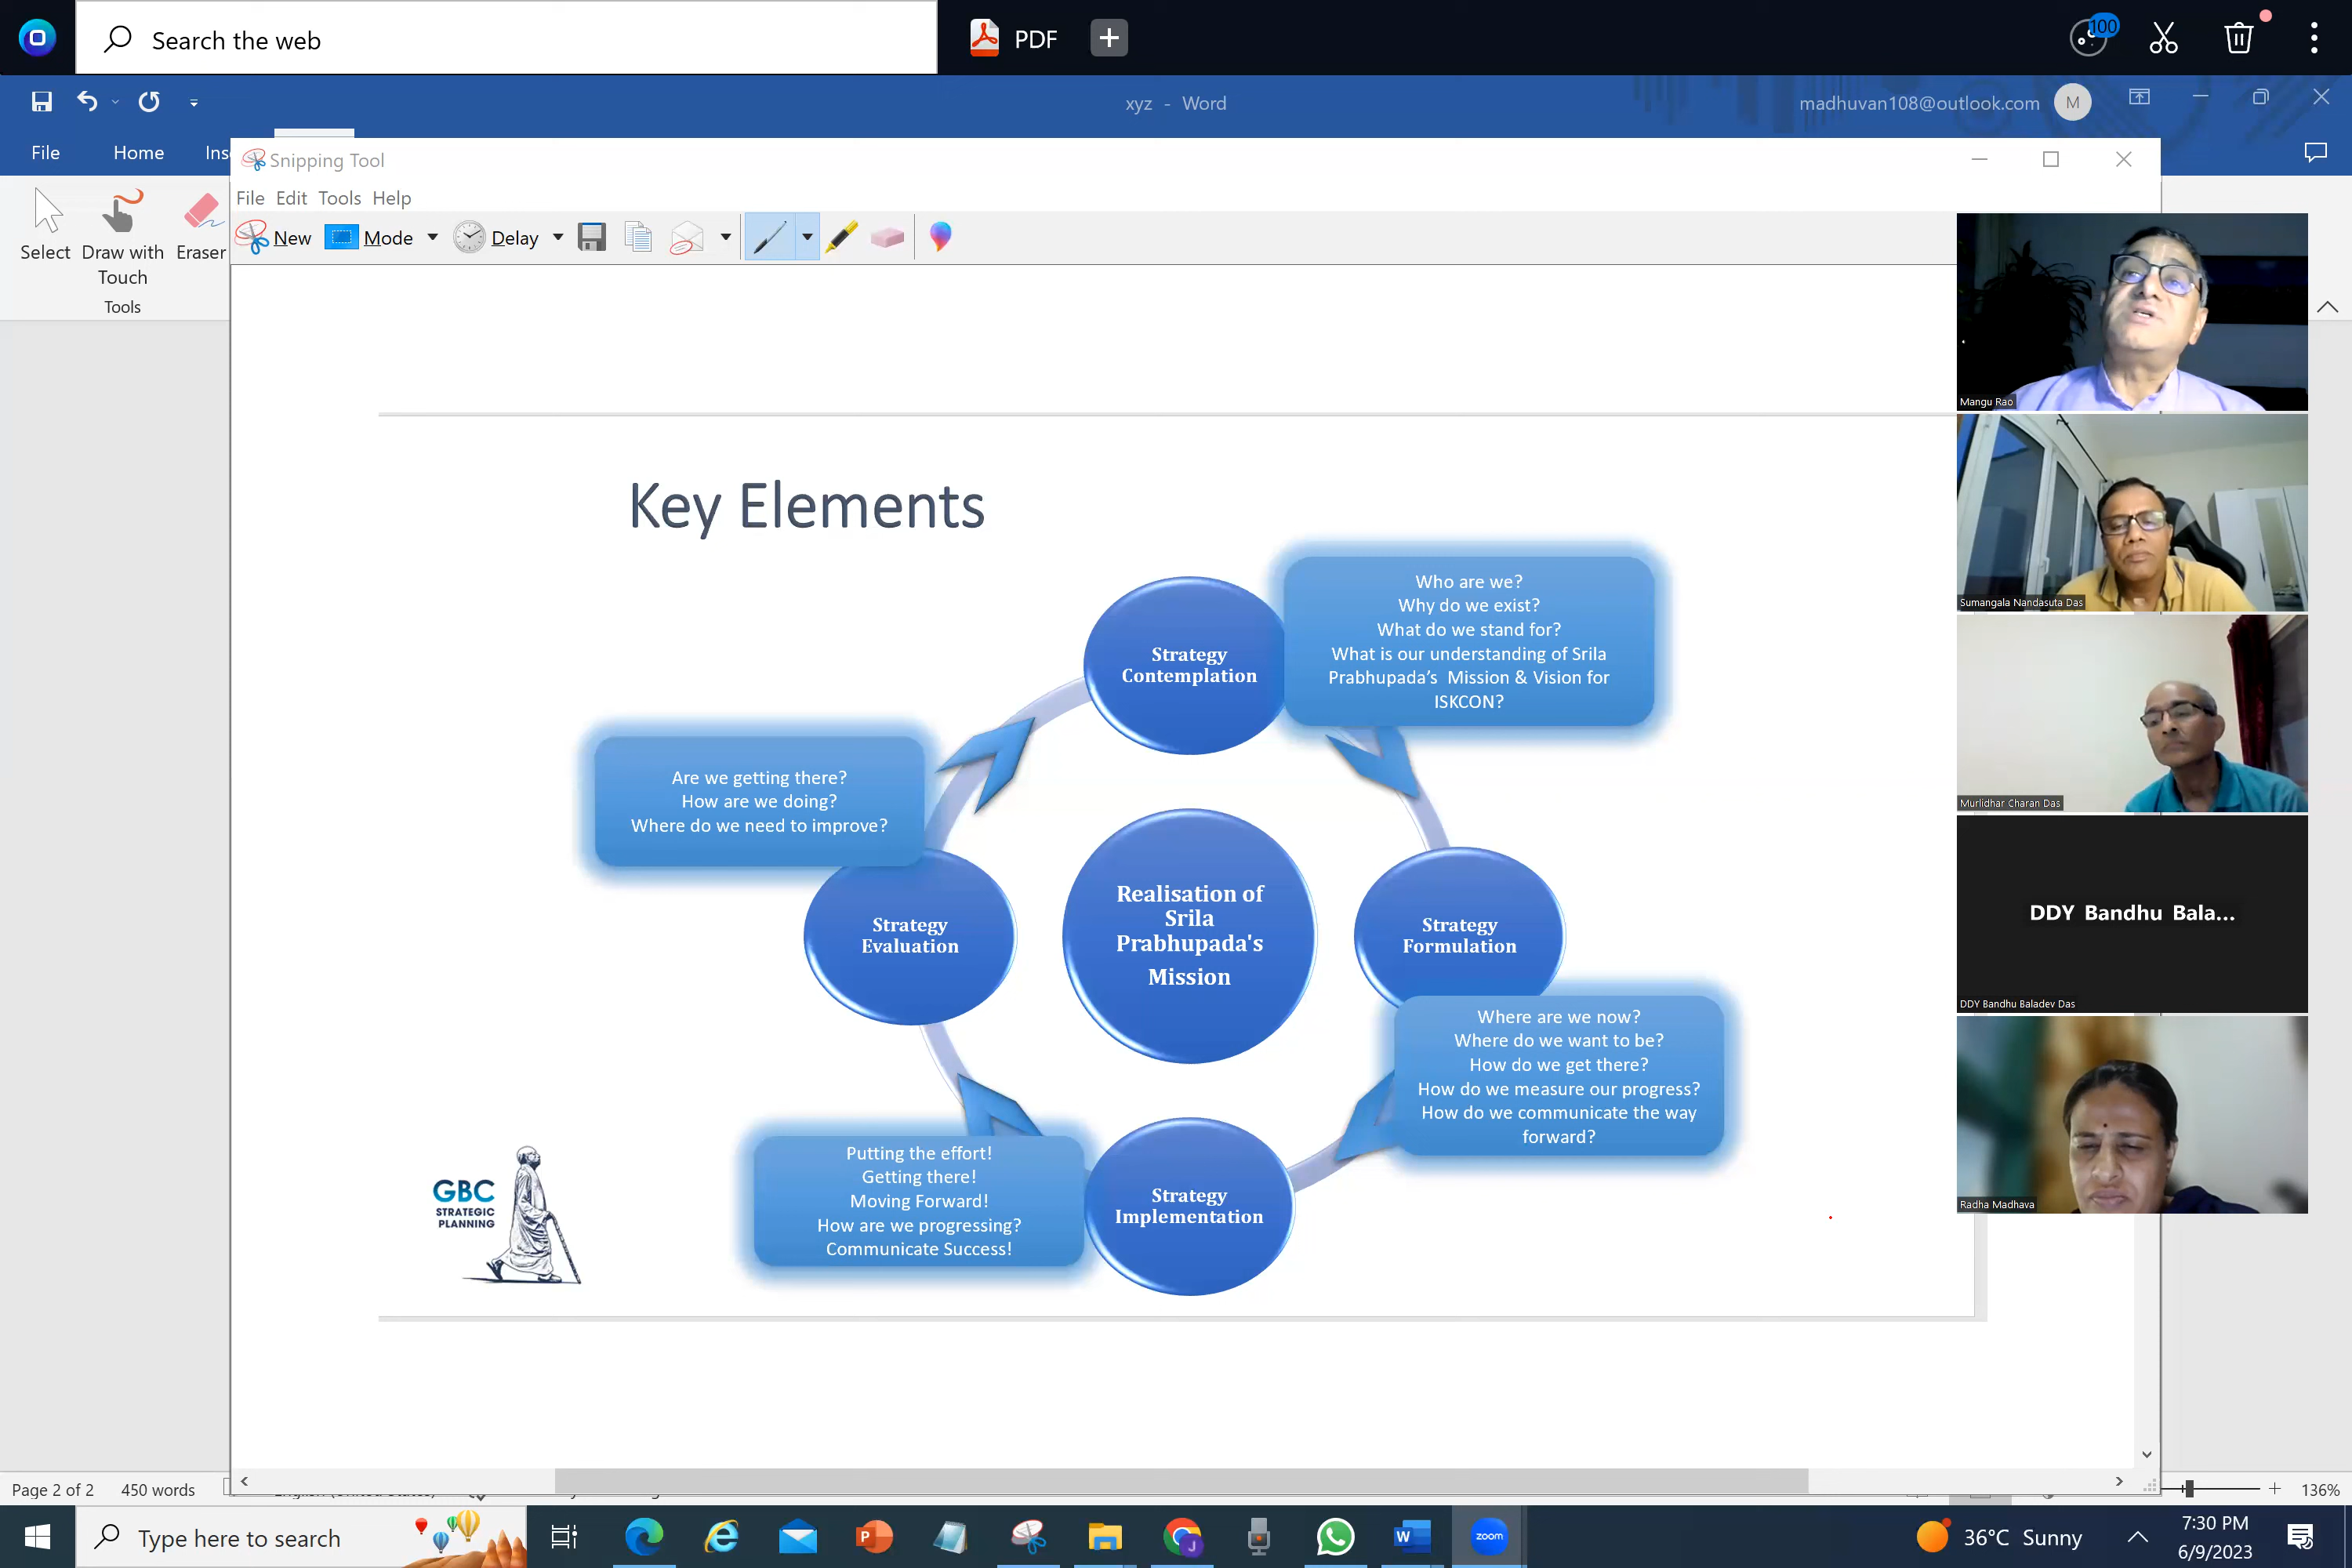 Search the web
PDF
100
xyz - Word
madhuvan108@outlook.com
M
File
Home
Ins
Snipping Tool
File Edit Tools Help
New
Mode
Delay
Select
Draw with
Touch
Eraser
Tools
Mangu Rao
Sumangala Nandasuta Das
Murlidhar Charan Das
DDY Bandhu Bala...
DDY Bandhu Baladev Das
Radha Madhava
Key Elements
Strategy
Contemplation
Who are we?
Why do we exist?
What do we stand for?
What is our understanding of Srila
Prabhupada's Mission & Vision for
ISKCON?
Are we getting there?
How are we doing?
Where do we need to improve?
Strategy
Evaluation
Realisation of
Srila
Prabhupada's
Mission
Strategy
Formulation
Where are we now?
Where do we want to be?
How do we get there?
How do we measure our progress?
How do we communicate the way
forward?
Putting the effort!
Getting there!
Moving Forward!
How are we progressing?
Communicate Success!
Strategy
Implementation
GBC
STRATEGIC
PLANNING
Page 2 of 2
450 words
136%
Type here to search
zoom
36°C Sunny
7:30 PM
6/9/2023